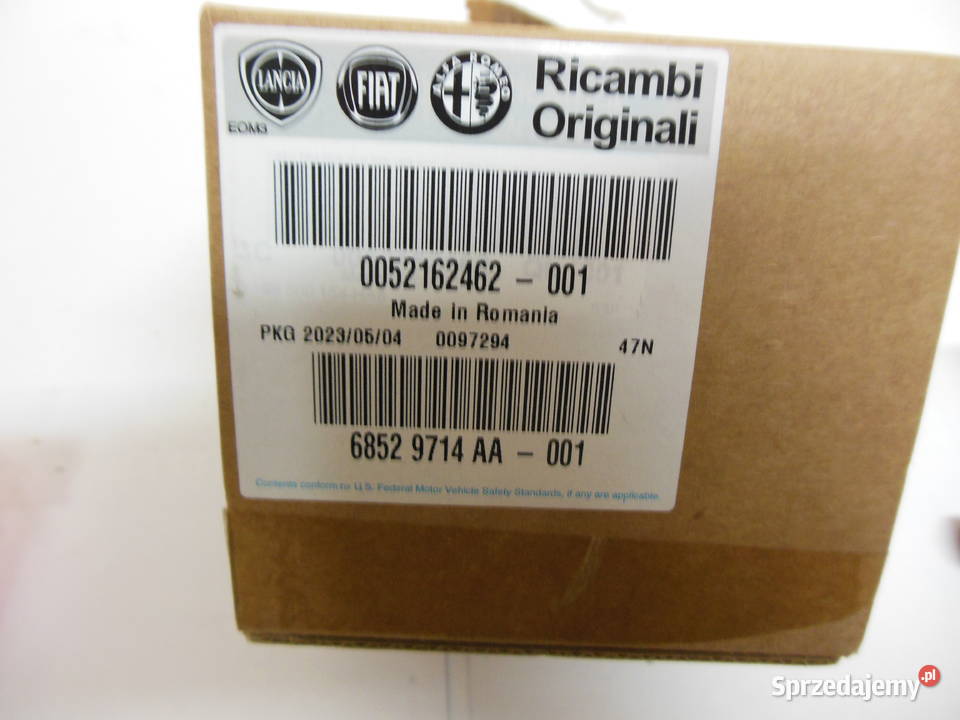 LANCIA FIAT ALFA ROMEO Ricambi
Originali
EOM3
0052162462 - 001
Made in Romania
PKG 2023/05/04 0097294 47N
6852 9714 AA - 001
Contents conform to U.S. Federal Motor Vehicle Safety Standards, if any are applicable.
Sprzedajemy.pl